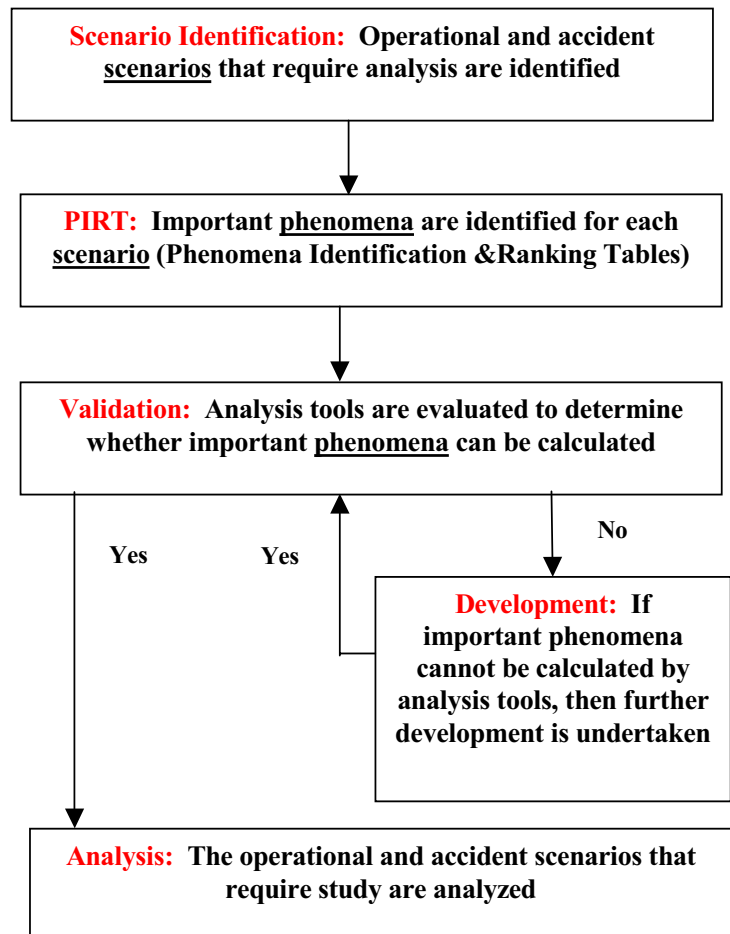 Scenario Identification: Operational and accident
scenarios that require analysis are identified
PIRT: Important phenomena are identified for each
scenario (Phenomena Identification &Ranking Tables)
Validation: Analysis tools are evaluated to determine
whether important phenomena can be calculated
Yes
Yes
No
Development: If
important phenomena
cannot be calculated by
analysis tools, then further
development is undertaken
Analysis: The operational and accident scenarios that
require study are analyzed